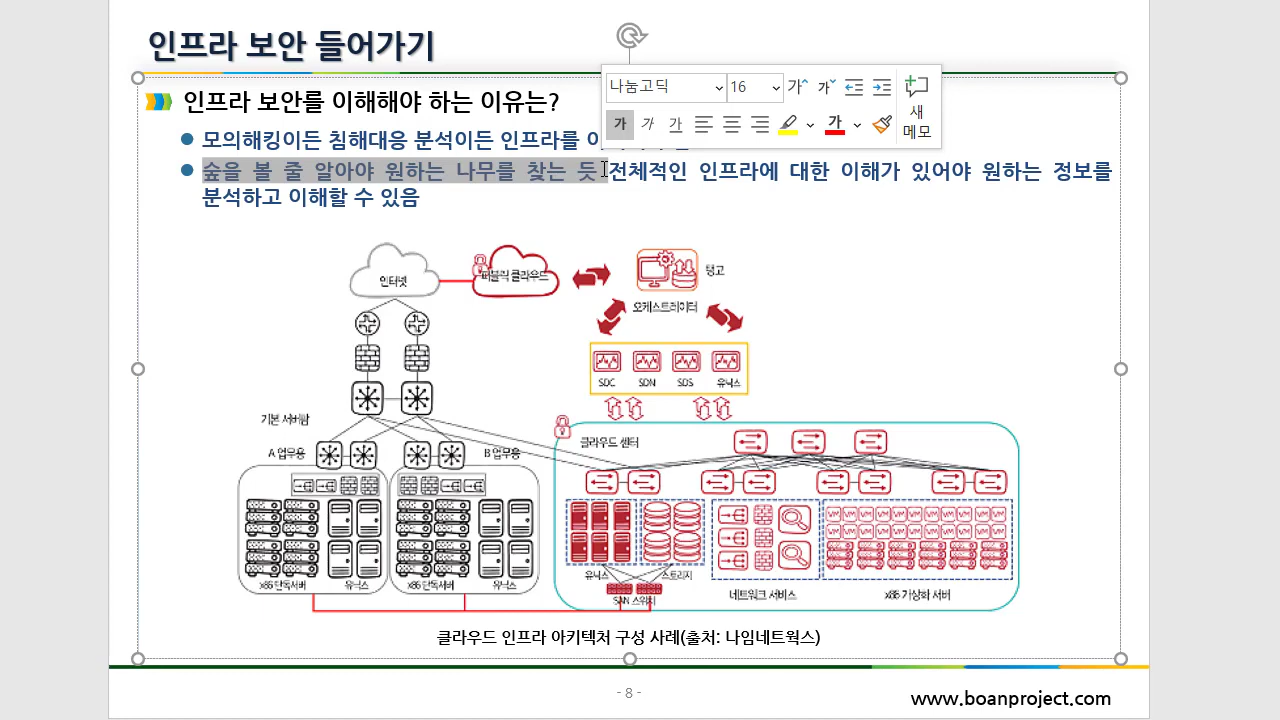 인프라 보안 들어가기
인프라 보안를 이해해야 하는 이유는?
나눔고딕
16
가
가
새
메모
가
가
가
가
모의해킹이든 침해대응 분석이든 인프라를
숲을 볼 줄 알아야 원하는 나무를 찾는 듯 전체적인 인프라에 대한 이해가 있어야 원하는 정보를
분석하고 이해할 수 있음
인터넷
퍼블릭 클라우드
탱고
오케스트레이터
SDC
SDN
SDS
유닉스
기본 서버팜
클라우드 센터
A 업무용
B 업무용
x86 단독서버
유닉스
x86 단독서버
유닉스
유닉스
스토리지
SAN 스위치
네트워크 서비스
x86 가상화 서버
클라우드 인프라 아키텍처 구성 사례(출처: 나임네트웍스)
- 8 -
www.boanproject.com